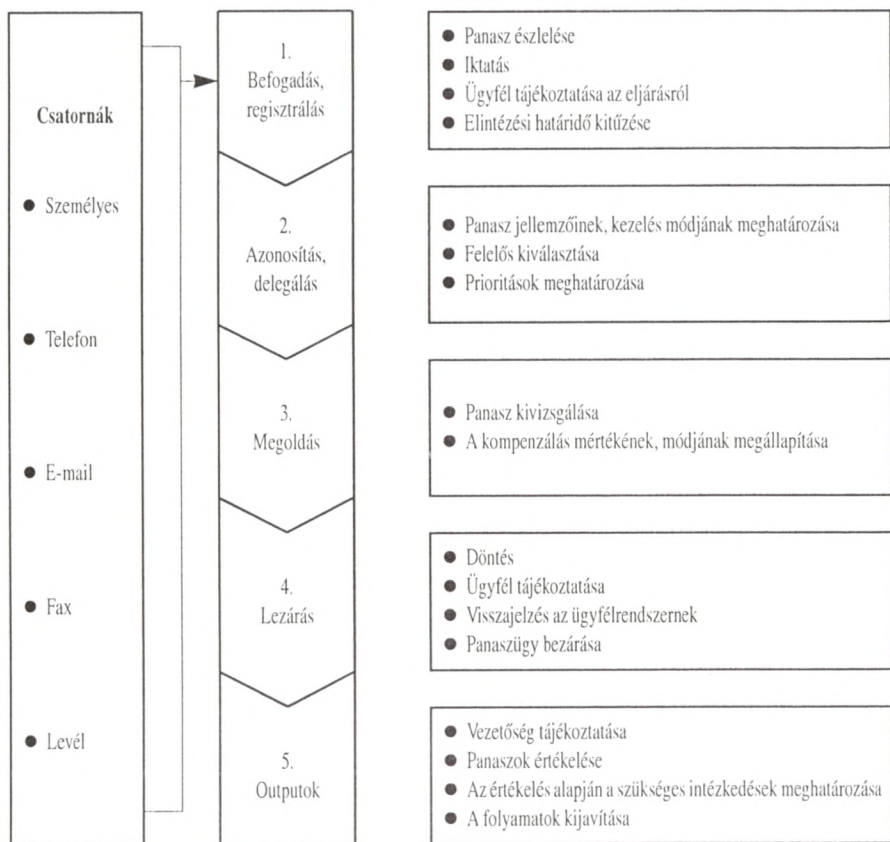 Csatornák
● Személyes
● Telefon
● E-mail
● Fax
● Levél
1.
Befogadás,
regisztrálás
● Panasz észlelése
● Iktatás
● Ügyfél tájékoztatása az eljárásról
● Elintézési határidő kitűzése
2.
Azonosítás,
delegálás
● Panasz jellemzőinek, kezelés módjának meghatározása
● Felelős kiválasztása
● Prioritások meghatározása
3.
Megoldás
● Panasz kivizsgálása
● A kompenzálás mértékének, módjának megállapítása
4.
Lezárás
● Döntés
● Ügyfél tájékoztatása
● Visszajelzés az ügyfélrendszernek
● Panaszügy bezárása
5.
Outputok
● Vezetőség tájékoztatása
● Panaszok értékelése
● Az értékelés alapján a szükséges intézkedések meghatározása
● A folyamatok kijavítása